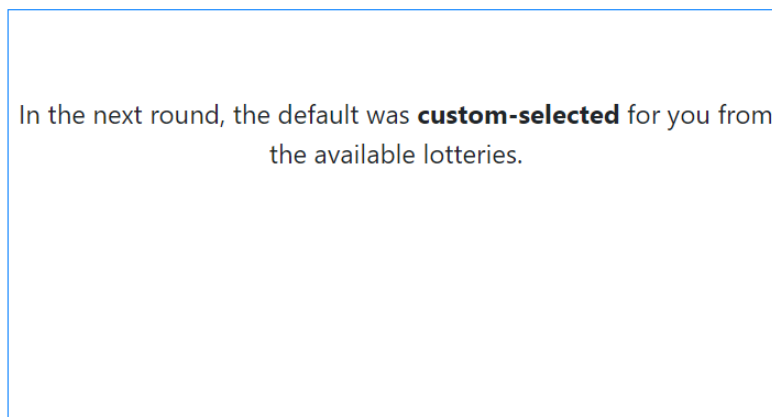 In the next round, the default was custom-selected for you from
the available lotteries.